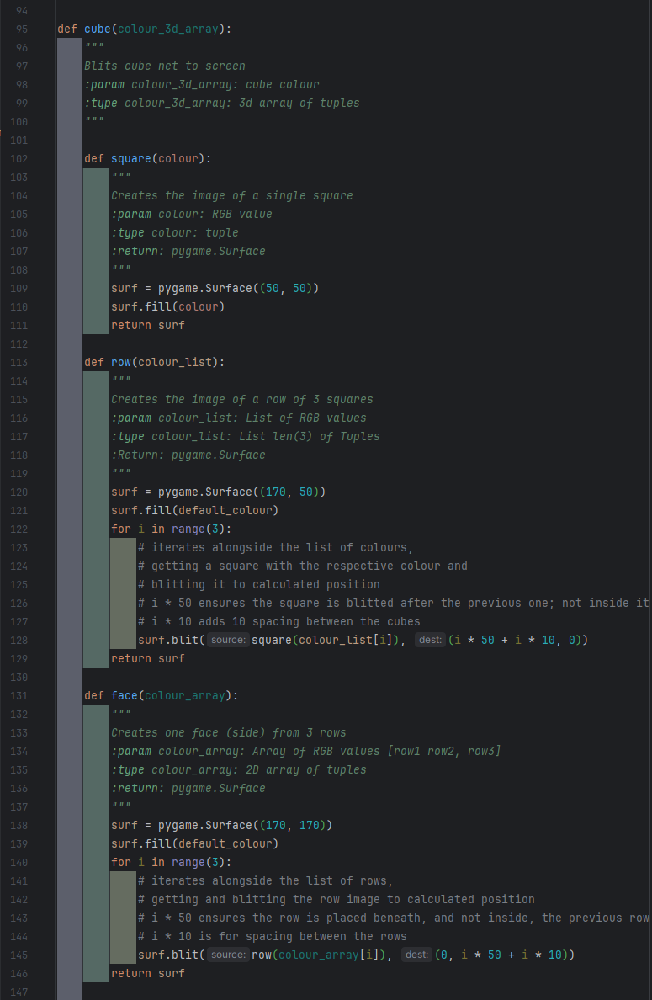 94
95 def cube(colour_3d_array):
96 """
97 Blits cube net to screen
98 :param colour_3d_array: cube colour
99 :type colour_3d_array: 3d array of tuples
100 """
101
102 def square(colour):
103 """
104 Creates the image of a single square
105 :param colour: RGB value
106 :type colour: tuple
107 :return: pygame.Surface
108 """
109 surf = pygame.Surface((50, 50))
110 surf.fill(colour)
111 return surf
112
113 def row(colour_list):
114 """
115 Creates the image of a row of 3 squares
116 :param colour_list: List of RGB values
117 :type colour_list: List len(3) of Tuples
118 :Return: pygame.Surface
119 """
120 surf = pygame.Surface((170, 50))
121 surf.fill(default_colour)
122 for i in range(3):
123 # iterates alongside the list of colours,
124 # getting a square with the respective colour and
125 # blitting it to calculated position
126 # i * 50 ensures the square is blitted after the previous one; not inside it
127 # i * 10 adds 10 spacing between the cubes
128 surf.blit( source: square(colour_list[i]), dest: (i * 50 + i * 10, 0))
129 return surf
130
131 def face(colour_array):
132 """
133 Creates one face (side) from 3 rows
134 :param colour_array: Array of RGB values [row1 row2, row3]
135 :type colour_array: 2D array of tuples
136 :return: pygame.Surface
137 """
138 surf = pygame.Surface((170, 170))
139 surf.fill(default_colour)
140 for i in range(3):
141 # iterates alongside the list of rows,
142 # getting and blitting the row image to calculated position
143 # i * 50 ensures the row is placed beneath, and not inside, the previous row
144 # i * 10 is for spacing between the rows
145 surf.blit( source: row(colour_array[i]), dest: (0, i * 50 + i * 10))
146 return surf
147